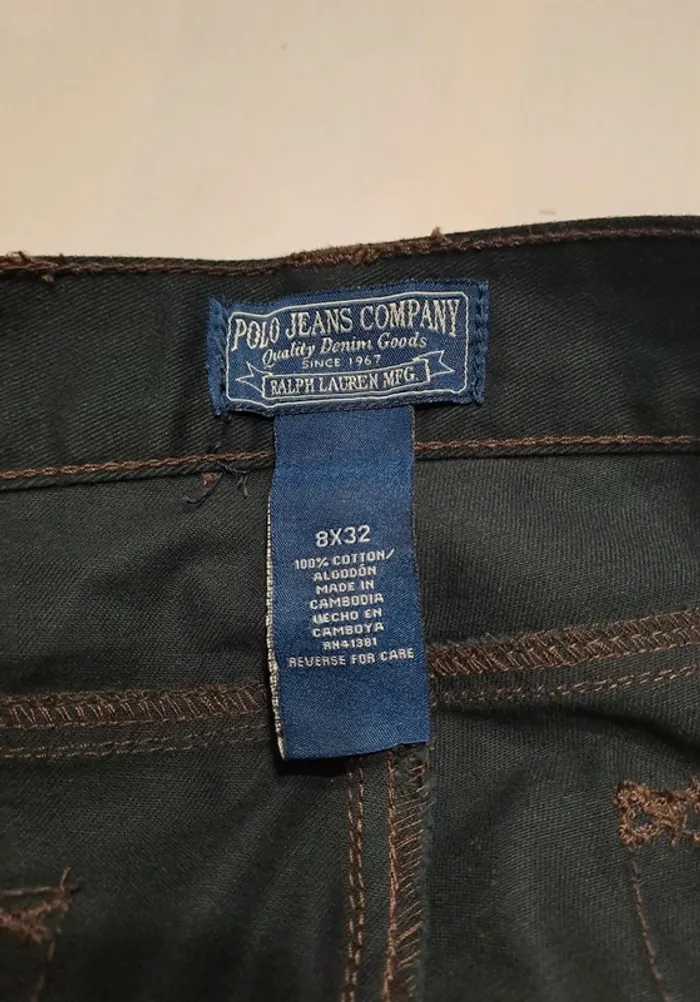 POLO JEANS COMPANY
Quality Denim Goods
SINCE 1967
RALPH LAUREN MFG.
8X32
100% COTTON/
ALGODÓN
MADE IN
CAMBODIA
HECHO EN
CAMBOYA
RN41381
REVERSE FOR CARE